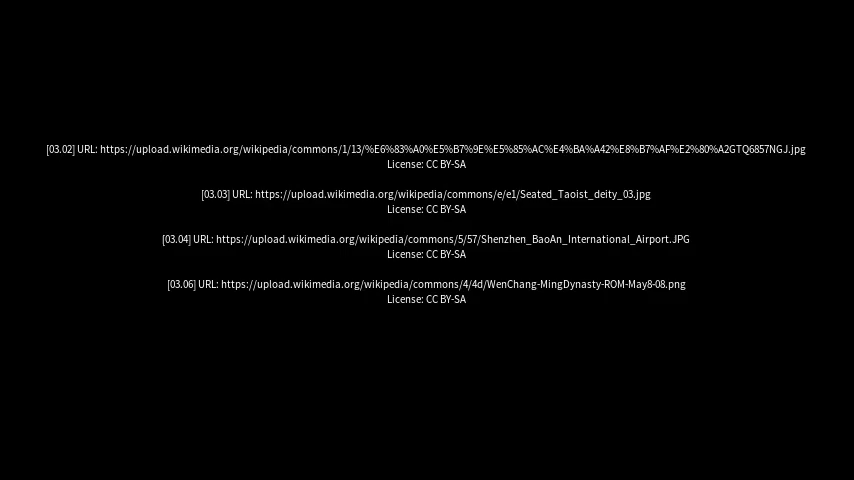 [03.02] URL: https://upload.wikimedia.org/wikipedia/commons/1/13/%E6%83%A0%E5%B7%9E%E5%85%AC%E4%BA%A42%E8%B7%AF%E2%80%A2GTQ6857NGJ.jpg
License: CC BY-SA
[03.03] URL: https://upload.wikimedia.org/wikipedia/commons/e/e1/Seated_Taoist_deity_03.jpg
License: CC BY-SA
[03.04] URL: https://upload.wikimedia.org/wikipedia/commons/5/57/Shenzhen_BaoAn_International_Airport.JPG
License: CC BY-SA
[03.06] URL: https://upload.wikimedia.org/wikipedia/commons/4/4d/WenChang-MingDynasty-ROM-May8-08.png
License: CC BY-SA